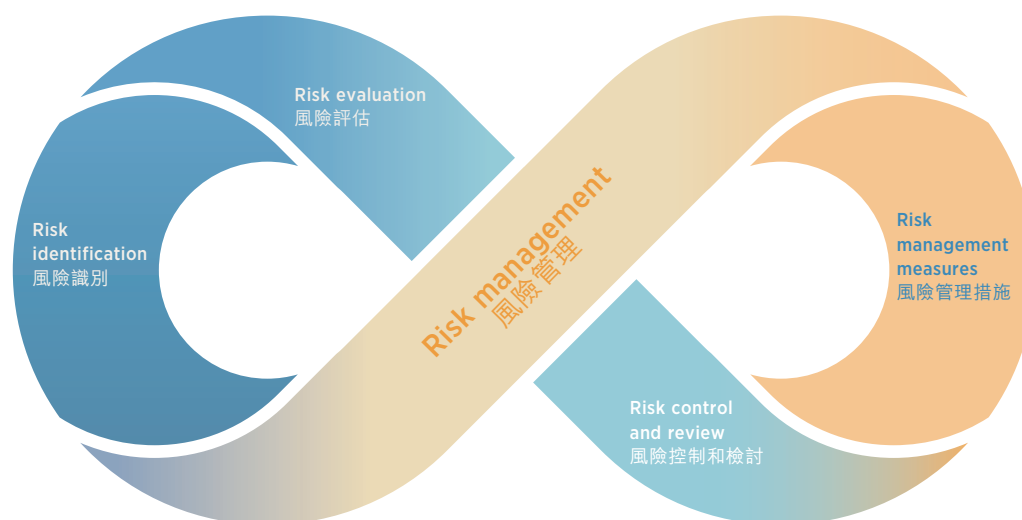 Risk evaluation
風險評估
Risk
identification
風險識別
Risk management
風險管理
Risk
management
measures
風險管理措施
Risk control
and review
風險控制和檢討